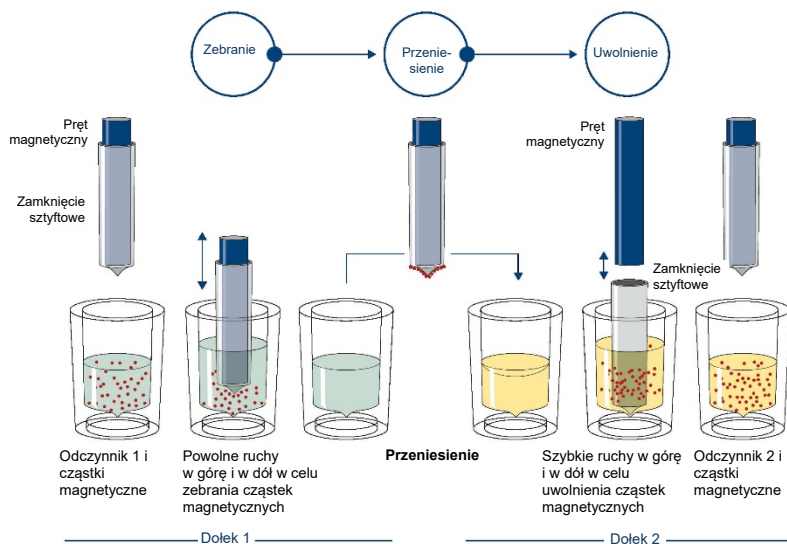 Zebranie
Przenie-
sienie
Uwolnienie
Pręt
magnetyczny
Zamknięcie
sztyftowe
Pręt
magnetyczny
Zamknięcie
sztyftowe
Odczynnik 1 i
cząstki
magnetyczne
Powolne ruchy
w górę i w dół w celu
zebrania cząstek
magnetycznych
Przeniesienie
Szybkie ruchy w górę
i w dół w celu
uwolnienia cząstek
magnetycznych
Odczynnik 2 i
cząstki
magnetyczne
Dołek 1
Dołek 2